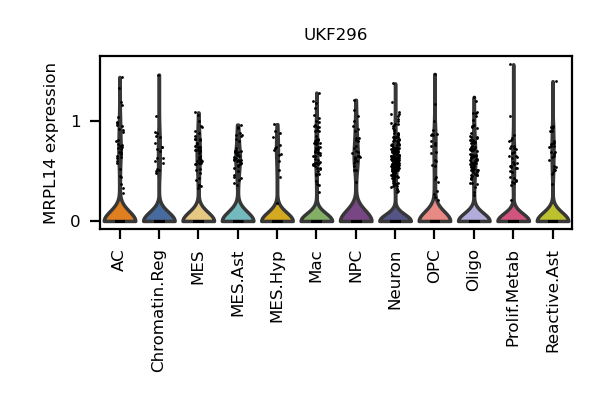 UKF296
MRPL14 expression
1
0
AC
Chromatin.Reg
MES
MES.Ast
MES.Hyp
Mac
NPC
Neuron
OPC
Oligo
Prolif.Metab
Reactive.Ast